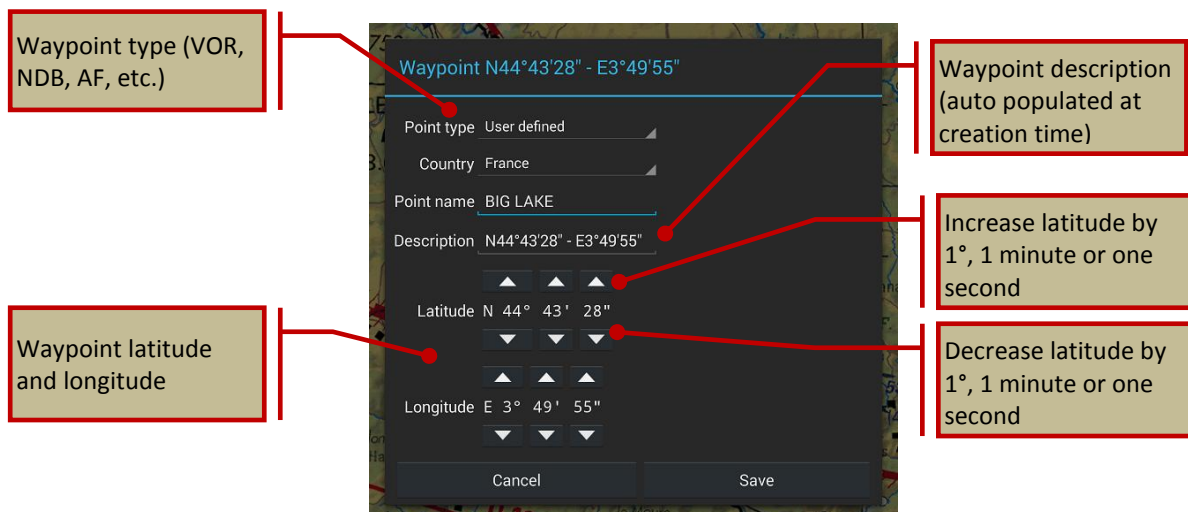 Waypoint type (VOR,
NDB, AF, etc.)
Waypoint N44°43'28" - E3°49'55"
Point type User defined
Country France
Point name BIG LAKE
Description N44°43'28" - E3°49'55"
Latitude N 44° 43' 28"
Longitude E 3° 49' 55"
Cancel Save
Waypoint latitude
and longitude
Waypoint description
(auto populated at
creation time)
Increase latitude by
1°, 1 minute or one
second
Decrease latitude by
1°, 1 minute or one
second